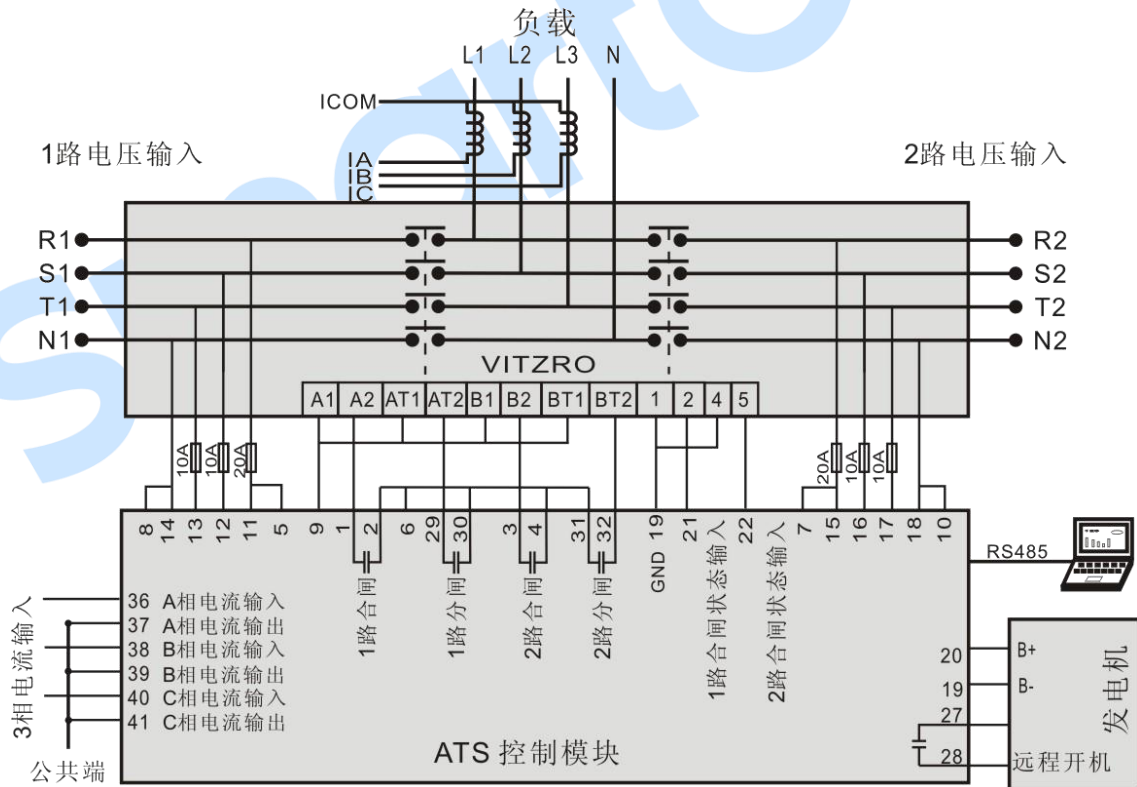 负载
L1 L2 L3 N
ICOM
1路电压输入
2路电压输入
IA
IB
IC
R1
S1
T1
N1
R2
S2
T2
N2
VITZRO
A1 A2 AT1 AT2 B1 B2 BT1 BT2 1 2 4 5
10A 10A 20A
20A 10A 10A
8 14 13 12 11 5 9 1 2 6 29 30 3 4 31 32 GND 19 21 22 7 15 16 17 18 10
1路合闸
1路分闸
2路合闸
2路分闸
1路合闸状态输入
2路合闸状态输入
RS485
3相电流输入
36 A相电流输入
37 A相电流输出
38 B相电流输入
39 B相电流输出
40 C相电流输入
41 C相电流输出
公共端
ATS 控制模块
20
19
27
28
B+
B-
发电机
远程开机